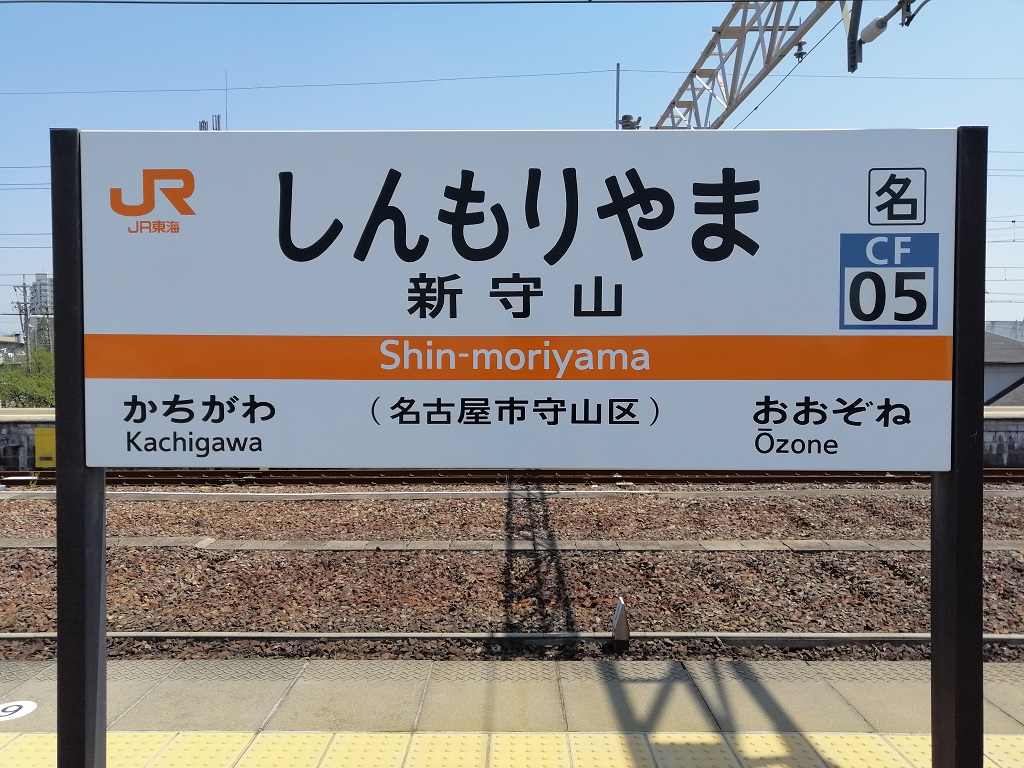 JR
JR東海
しんもりやま
新守山
名
CF
05
Shin-moriyama
かちがわ
Kachigawa
(名古屋市守山区)
おおぞね
Ōzone
9